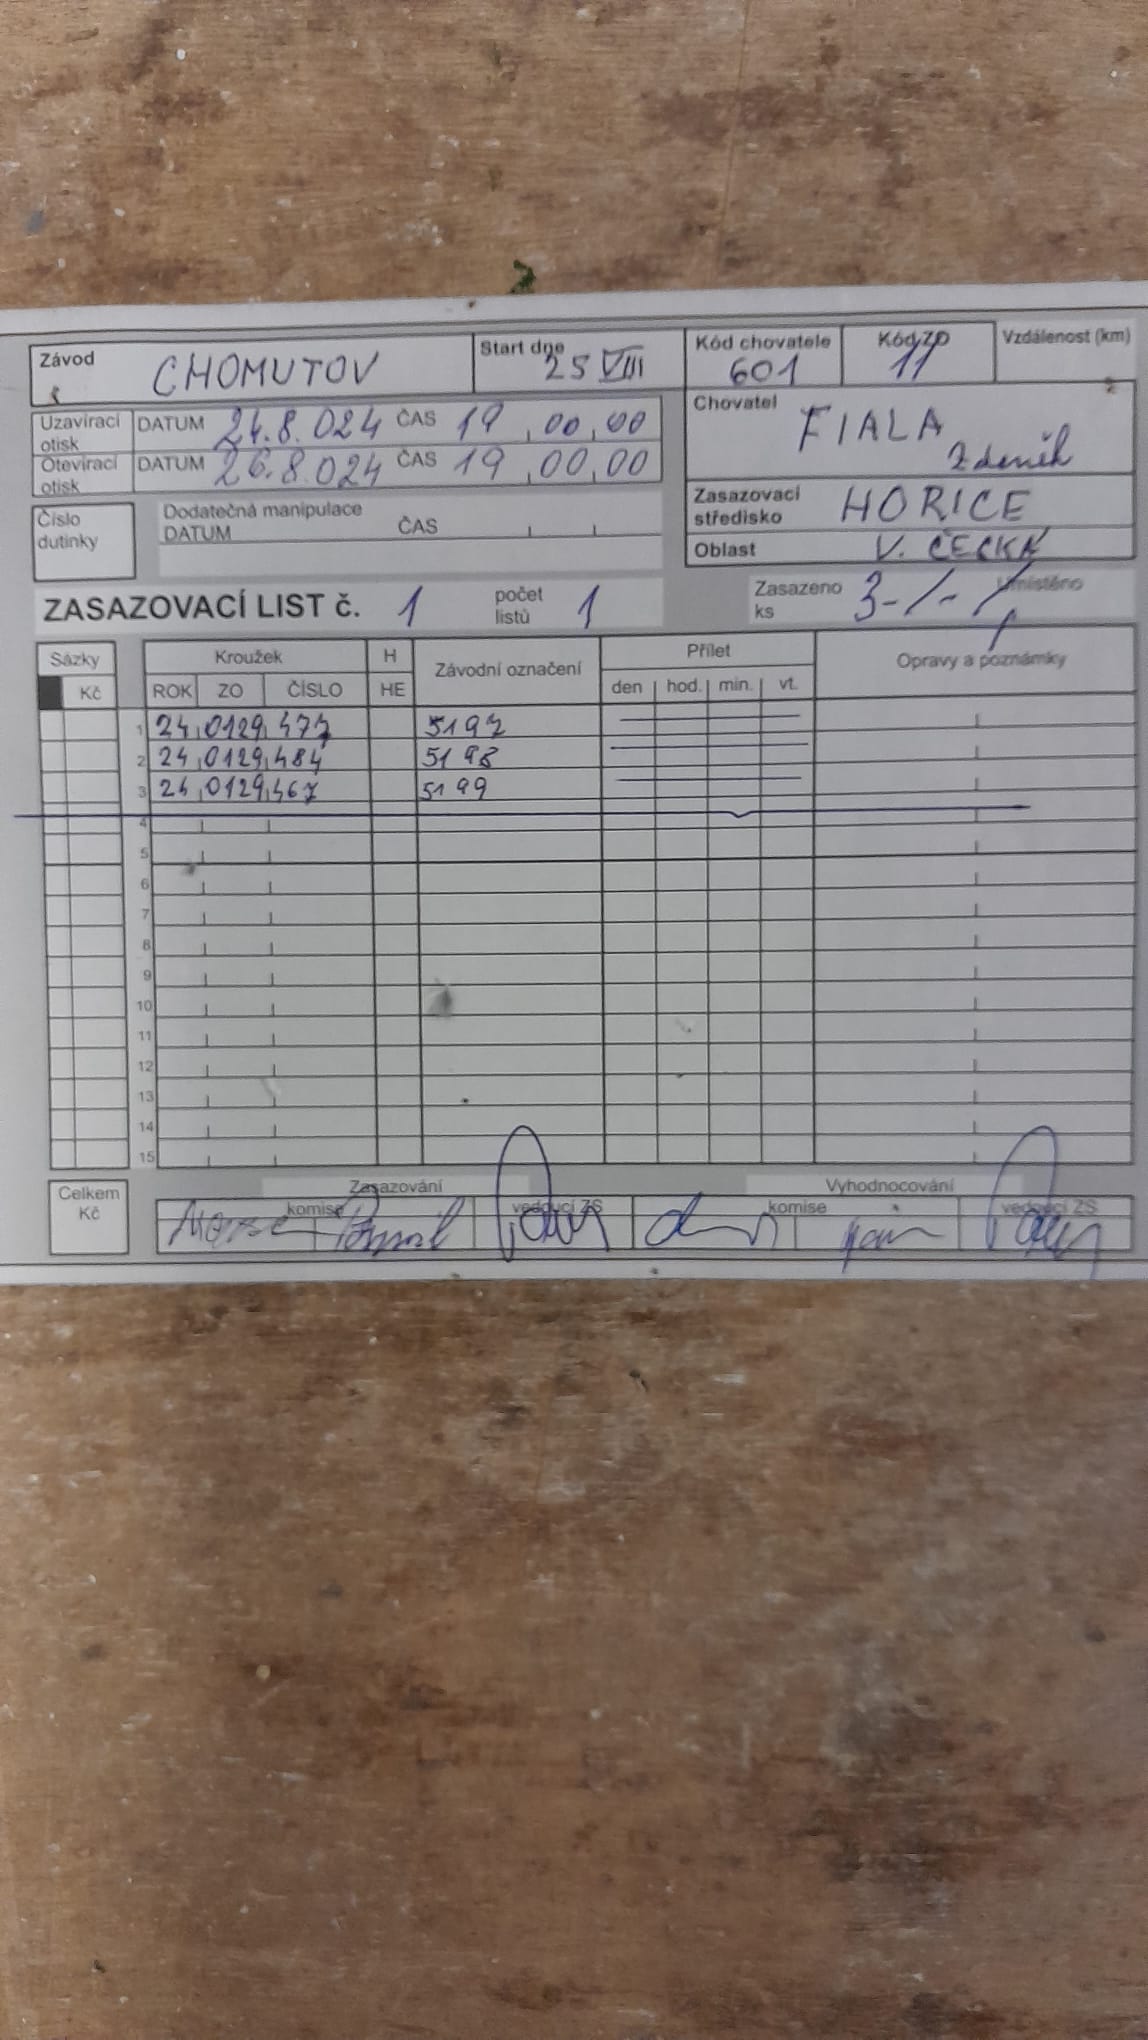 Závod CHOMUTOV Start dne 25 VIII Kód chovatele 601 Kód ZP 11 Vzdálenost (km)
Uzavírací otisk DATUM 24.8.024 ČAS 19,00,00
Otevírací otisk DATUM 26.8.024 ČAS 19,00,00
Chovatel FIALA Zdeněk
Číslo dutinky
Dodatečná manipulace
DATUM ČAS
Zasazovací středisko HORICE
Oblast V. ČECKÁ
ZASAZOVACÍ LIST č. 1 počet listů 1 Zasazeno ks 3-/-/ Umístěno
Sázky Kroužek H Závodní označení Přílet Opravy a poznámky
Kč ROK ZO ČÍSLO HE den hod. min. vt.
1 24 0129 477 5197
2 24 0129 484 5198
3 24 0129 467 5199
4
5
6
7
8
9
10
11
12
13
14
15
Celkem Kč
Zasazování Vyhodnocování
komise vedoucí ZS komise vedoucí ZS